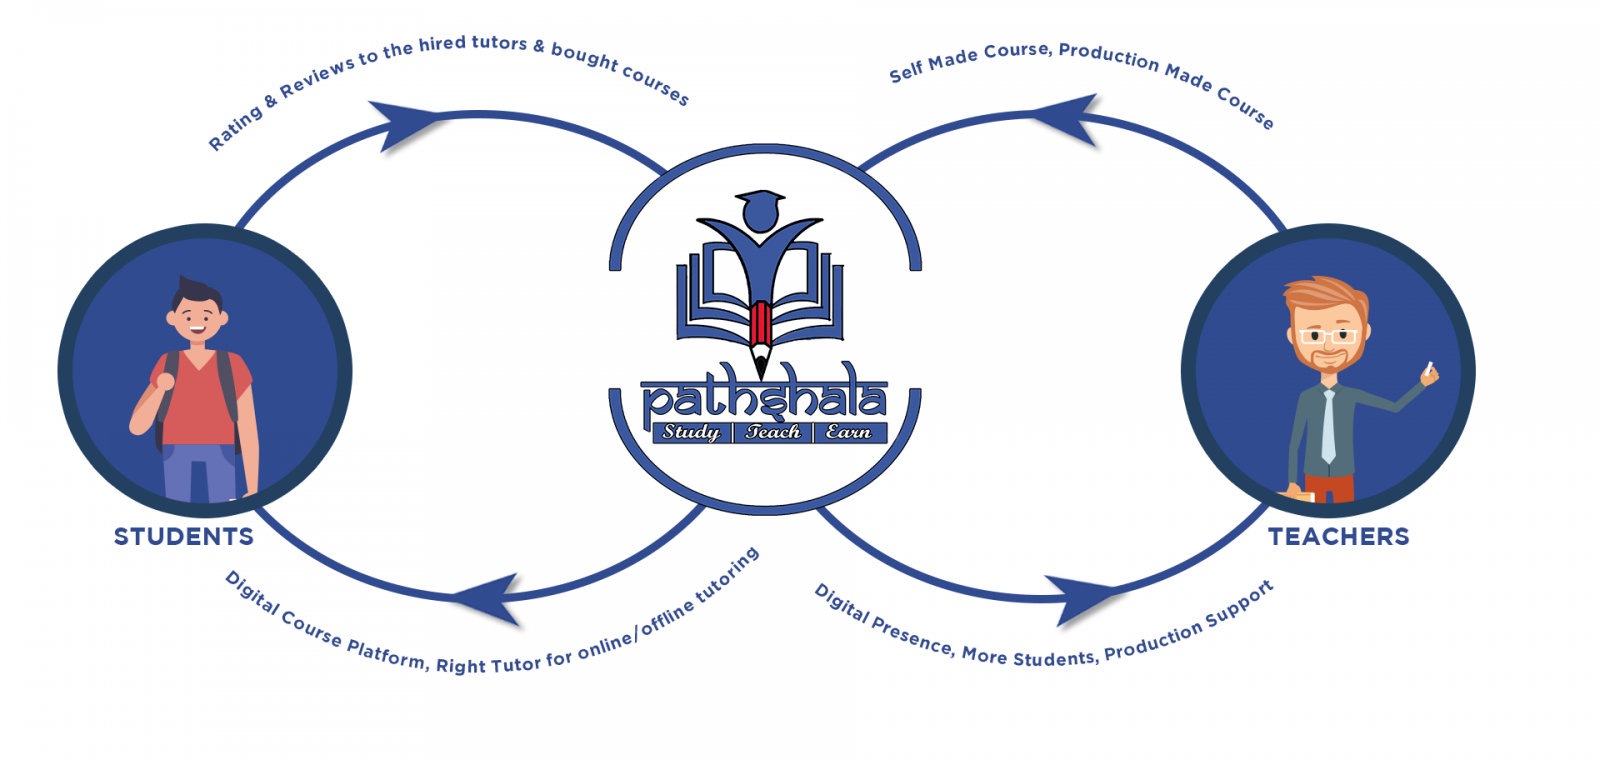 Rating & Reviews to the hired tutors & bought courses
Self Made Course, Production Made Course
pathshala
Study | Teach | Earn
STUDENTS
TEACHERS
Digital Course Platform, Right Tutor for online/offline tutoring
Digital Presence, More Students, Production Support